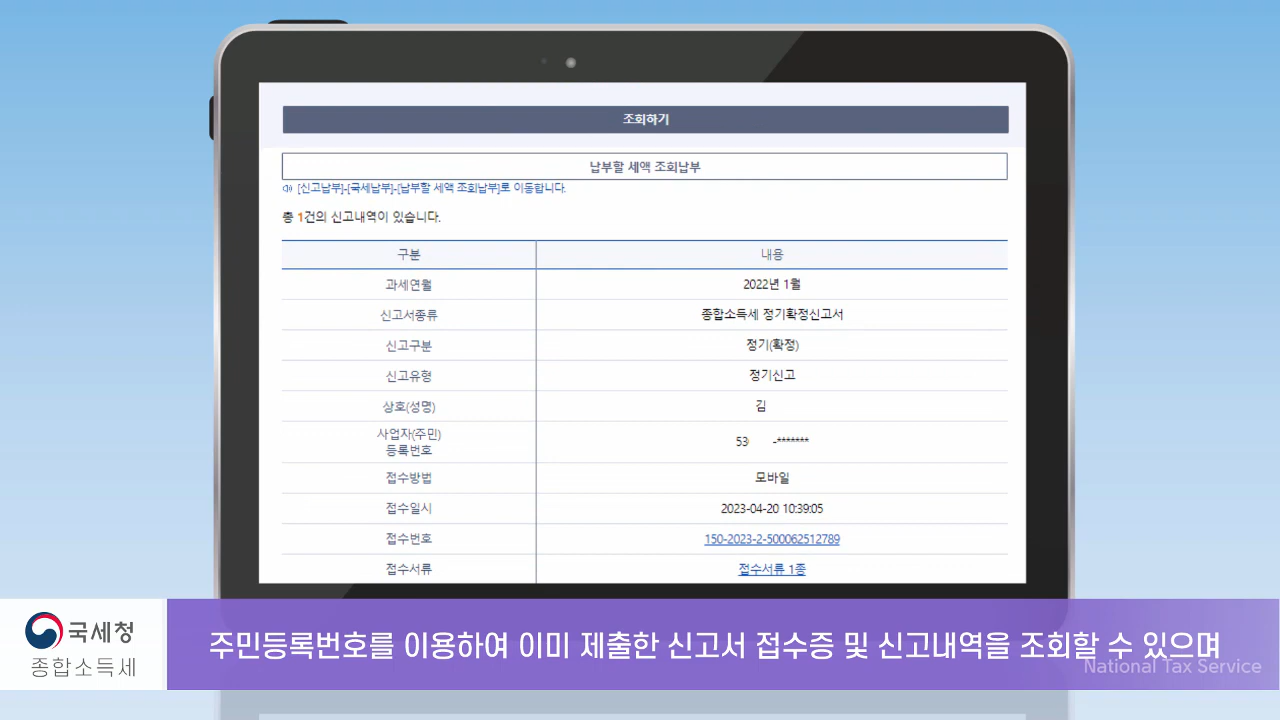 조회하기
납부할 세액 조회납부
[신고납부]-[국세납부]-[납부할 세액 조회납부]로 이동합니다.
총 1건의 신고내역이 있습니다.
구분 내용
과세연월 2022년 1월
신고서종류 종합소득세 정기확정신고서
신고구분 정기(확정)
신고유형 정기신고
상호(성명) 김
사업자(주민)
등록번호 53 -*******
접수방법 모바일
접수일시 2023-04-20 10:39:05
접수번호 150-2023-2-500062512789
접수서류 접수서류 1종
국세청
종합소득세
주민등록번호를 이용하여 이미 제출한 신고서 접수증 및 신고내역을 조회할 수 있으며
National Tax Service